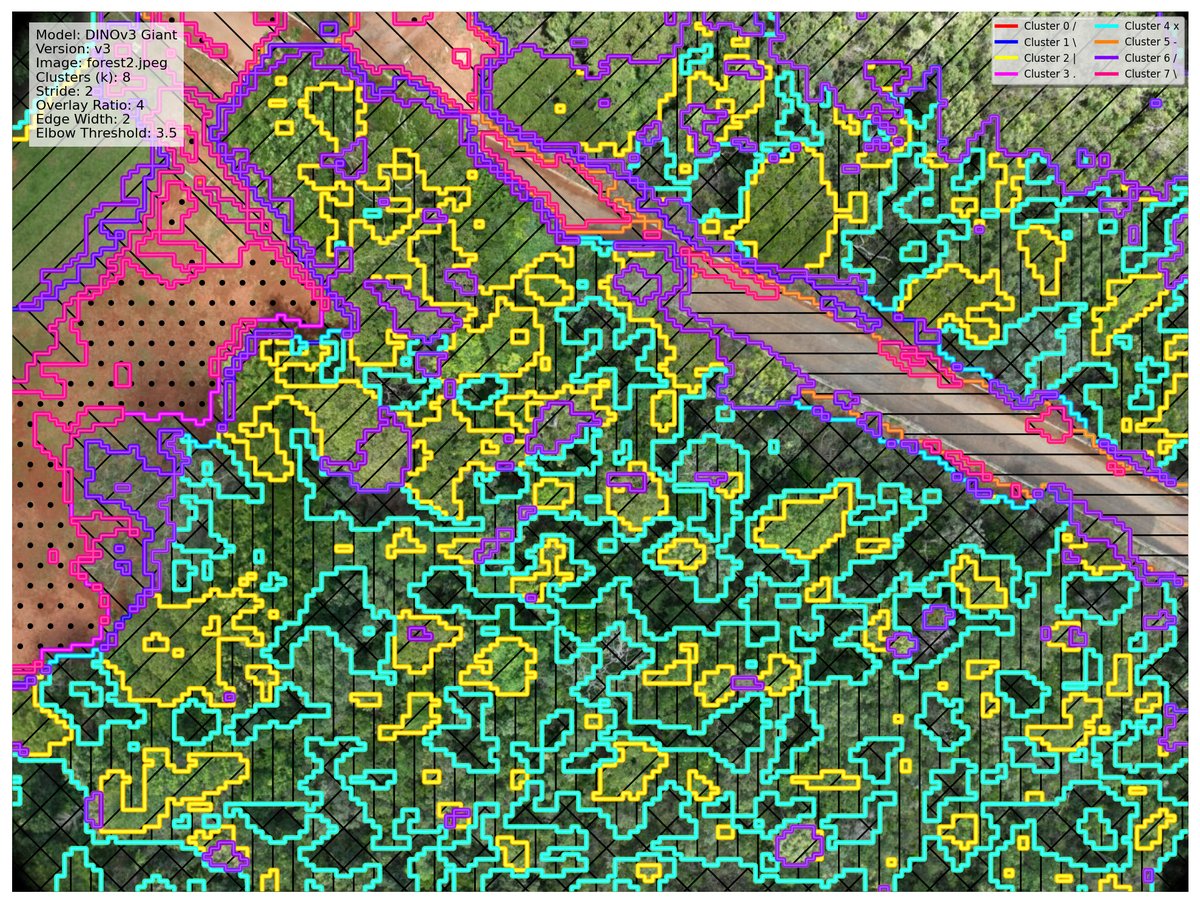 Model: DINOv3 Giant
Version: v3
Image: forest2.jpeg
Clusters (k): 8
Stride: 2
Overlay Ratio: 4
Edge Width: 2
Elbow Threshold: 3.5
Cluster 0 /
Cluster 1 \
Cluster 2 |
Cluster 3 .
Cluster 4 x
Cluster 5 -
Cluster 6 /
Cluster 7 \